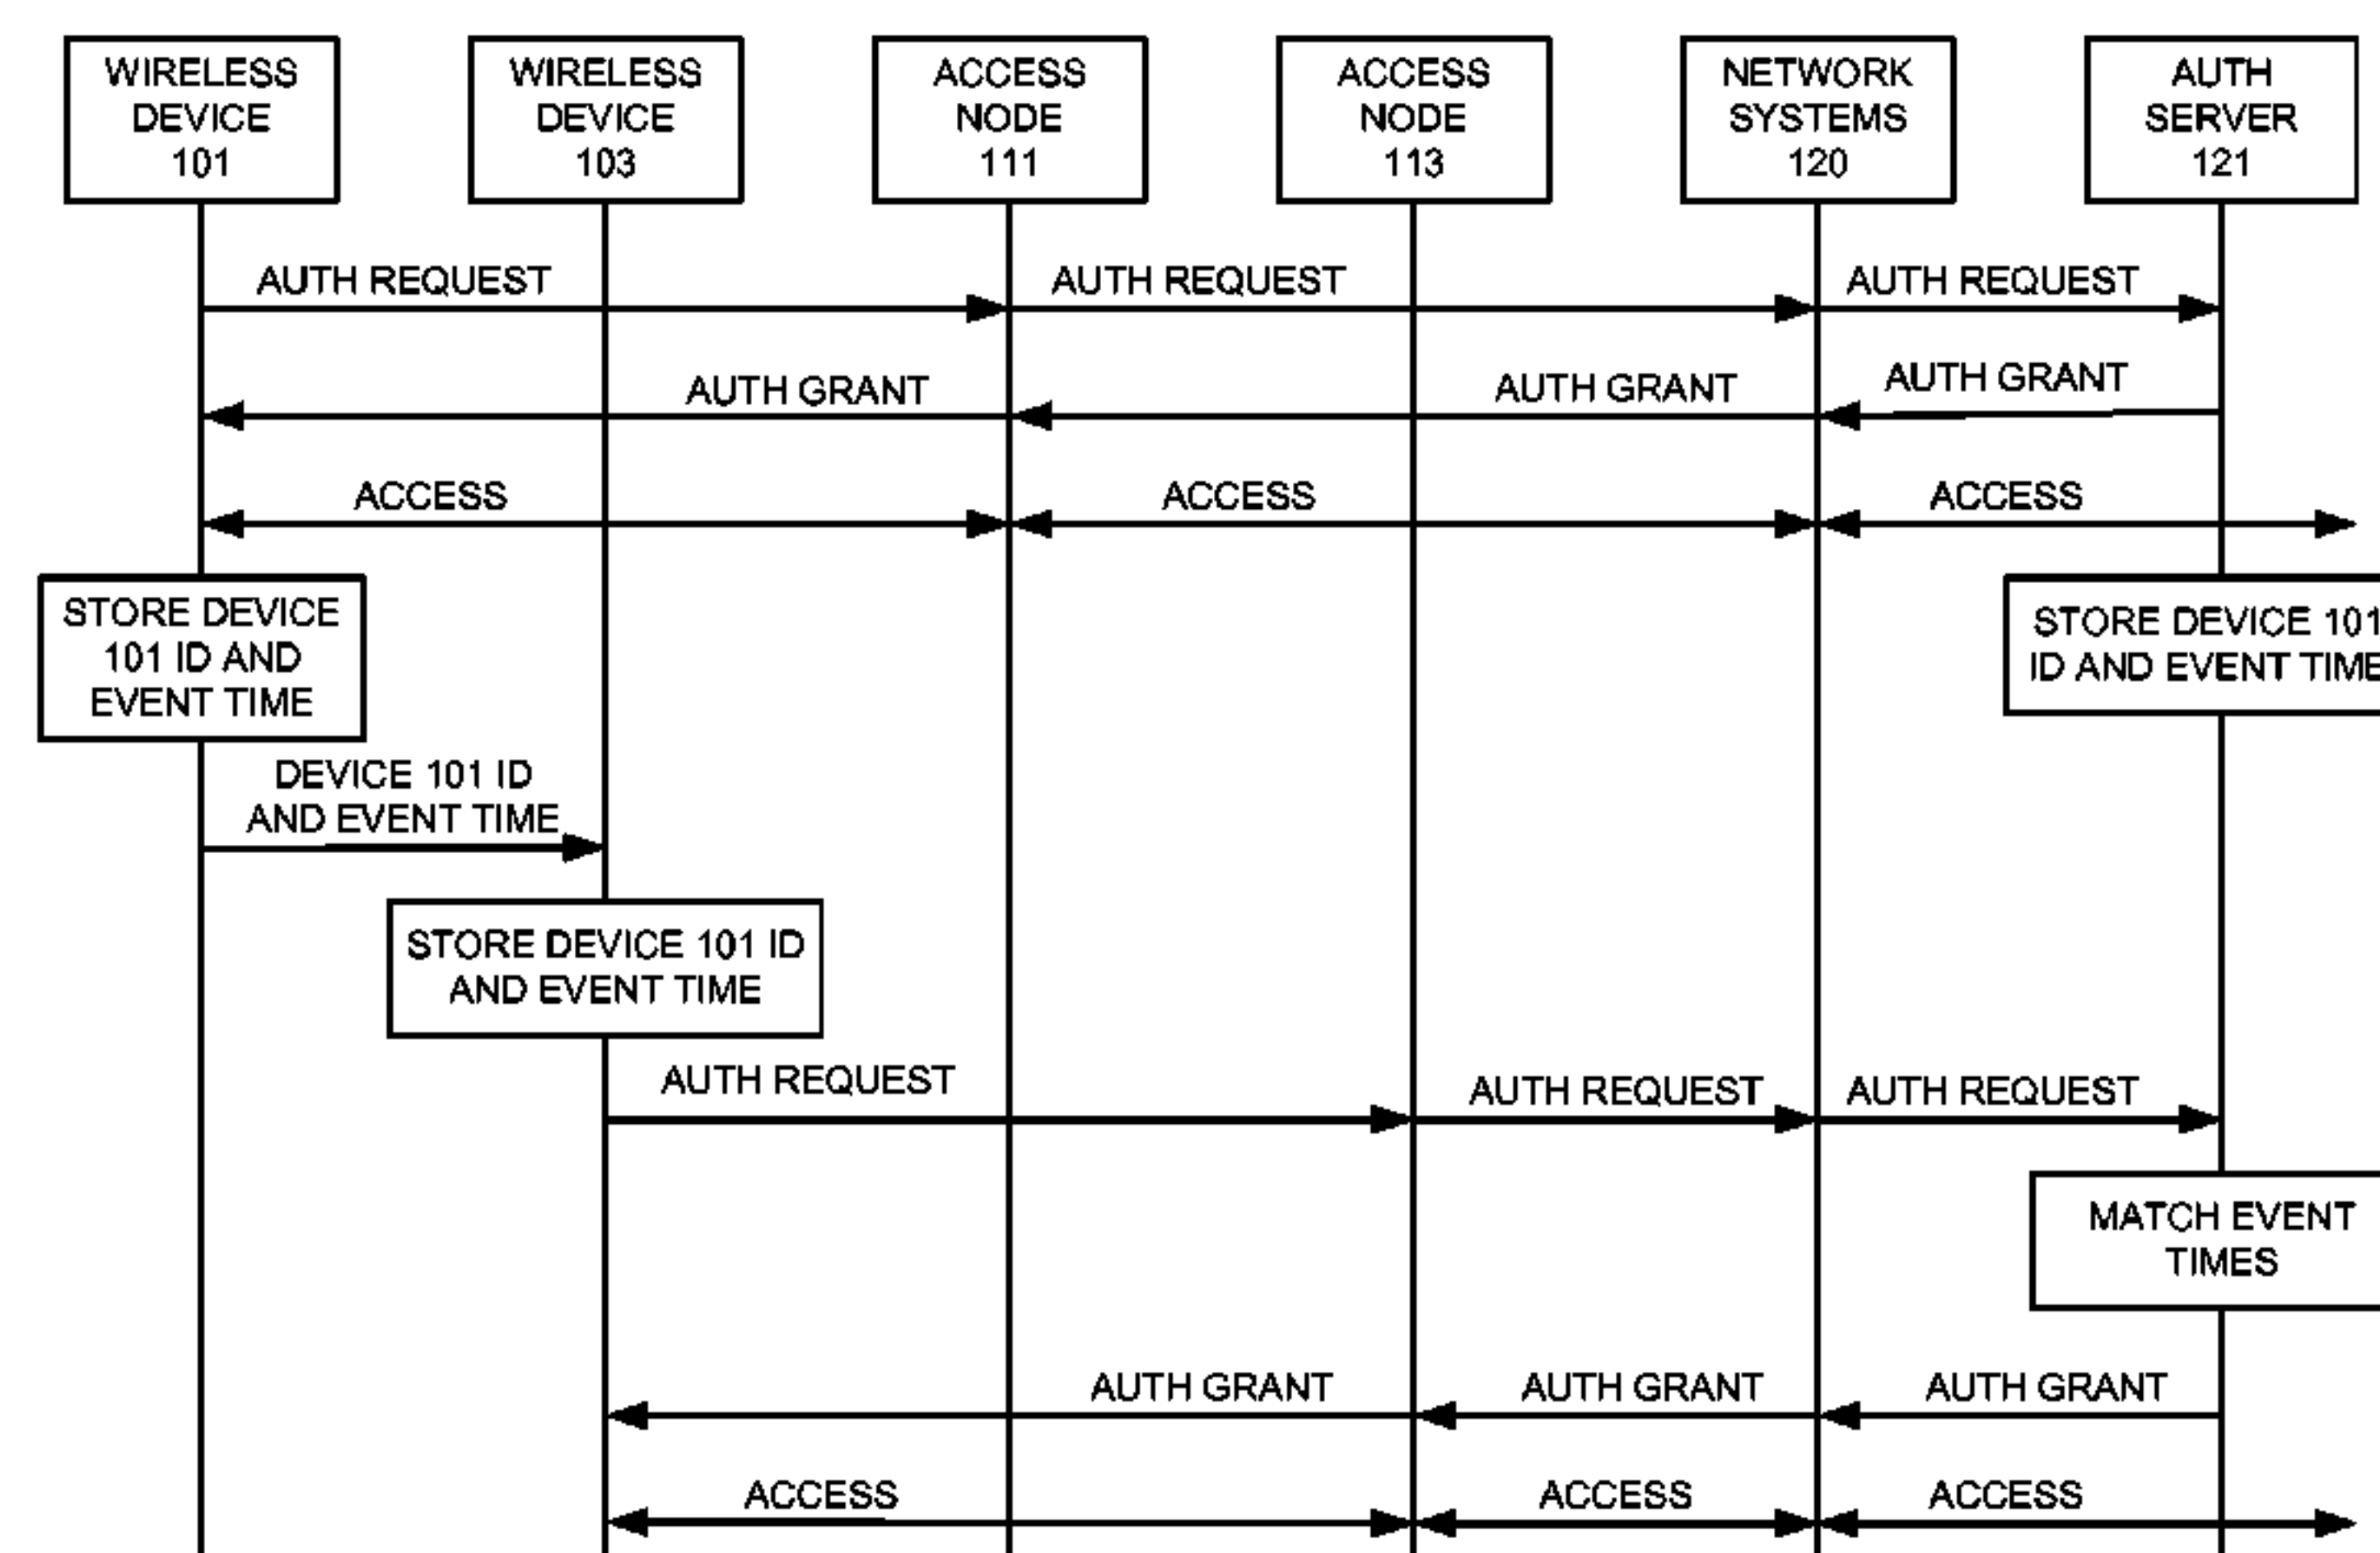 WIRELESS
DEVICE
101
WIRELESS
DEVICE
103
ACCESS
NODE
111
ACCESS
NODE
113
NETWORK
SYSTEMS
120
AUTH
SERVER
121
AUTH REQUEST
AUTH REQUEST
AUTH REQUEST
AUTH GRANT
AUTH GRANT
AUTH GRANT
ACCESS
ACCESS
ACCESS
STORE DEVICE
101 ID AND
EVENT TIME
STORE DEVICE 101
ID AND EVENT TIME
DEVICE 101 ID
AND EVENT TIME
STORE DEVICE 101 ID
AND EVENT TIME
AUTH REQUEST
AUTH REQUEST
AUTH REQUEST
MATCH EVENT
TIMES
AUTH GRANT
AUTH GRANT
AUTH GRANT
ACCESS
ACCESS
ACCESS